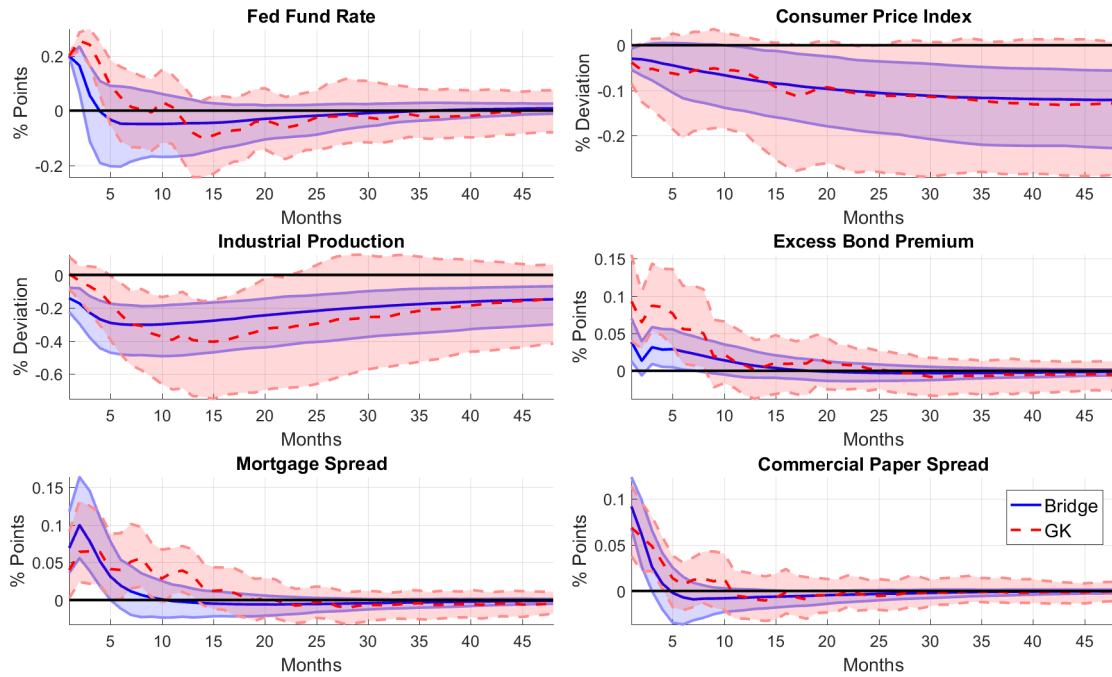 Fed Fund Rate
% Points
0.2
0
-0.2
5 10 15 20 25 30 35 40 45
Months
Consumer Price Index
% Deviation
0
-0.1
-0.2
5 10 15 20 25 30 35 40 45
Months
Industrial Production
% Deviation
0
-0.2
-0.4
-0.6
5 10 15 20 25 30 35 40 45
Months
Excess Bond Premium
% Points
0.15
0.1
0.05
0
5 10 15 20 25 30 35 40 45
Months
Mortgage Spread
% Points
0.15
0.1
0.05
0
5 10 15 20 25 30 35 40 45
Months
Commercial Paper Spread
% Points
0.1
0.05
0
Bridge
GK
5 10 15 20 25 30 35 40 45
Months